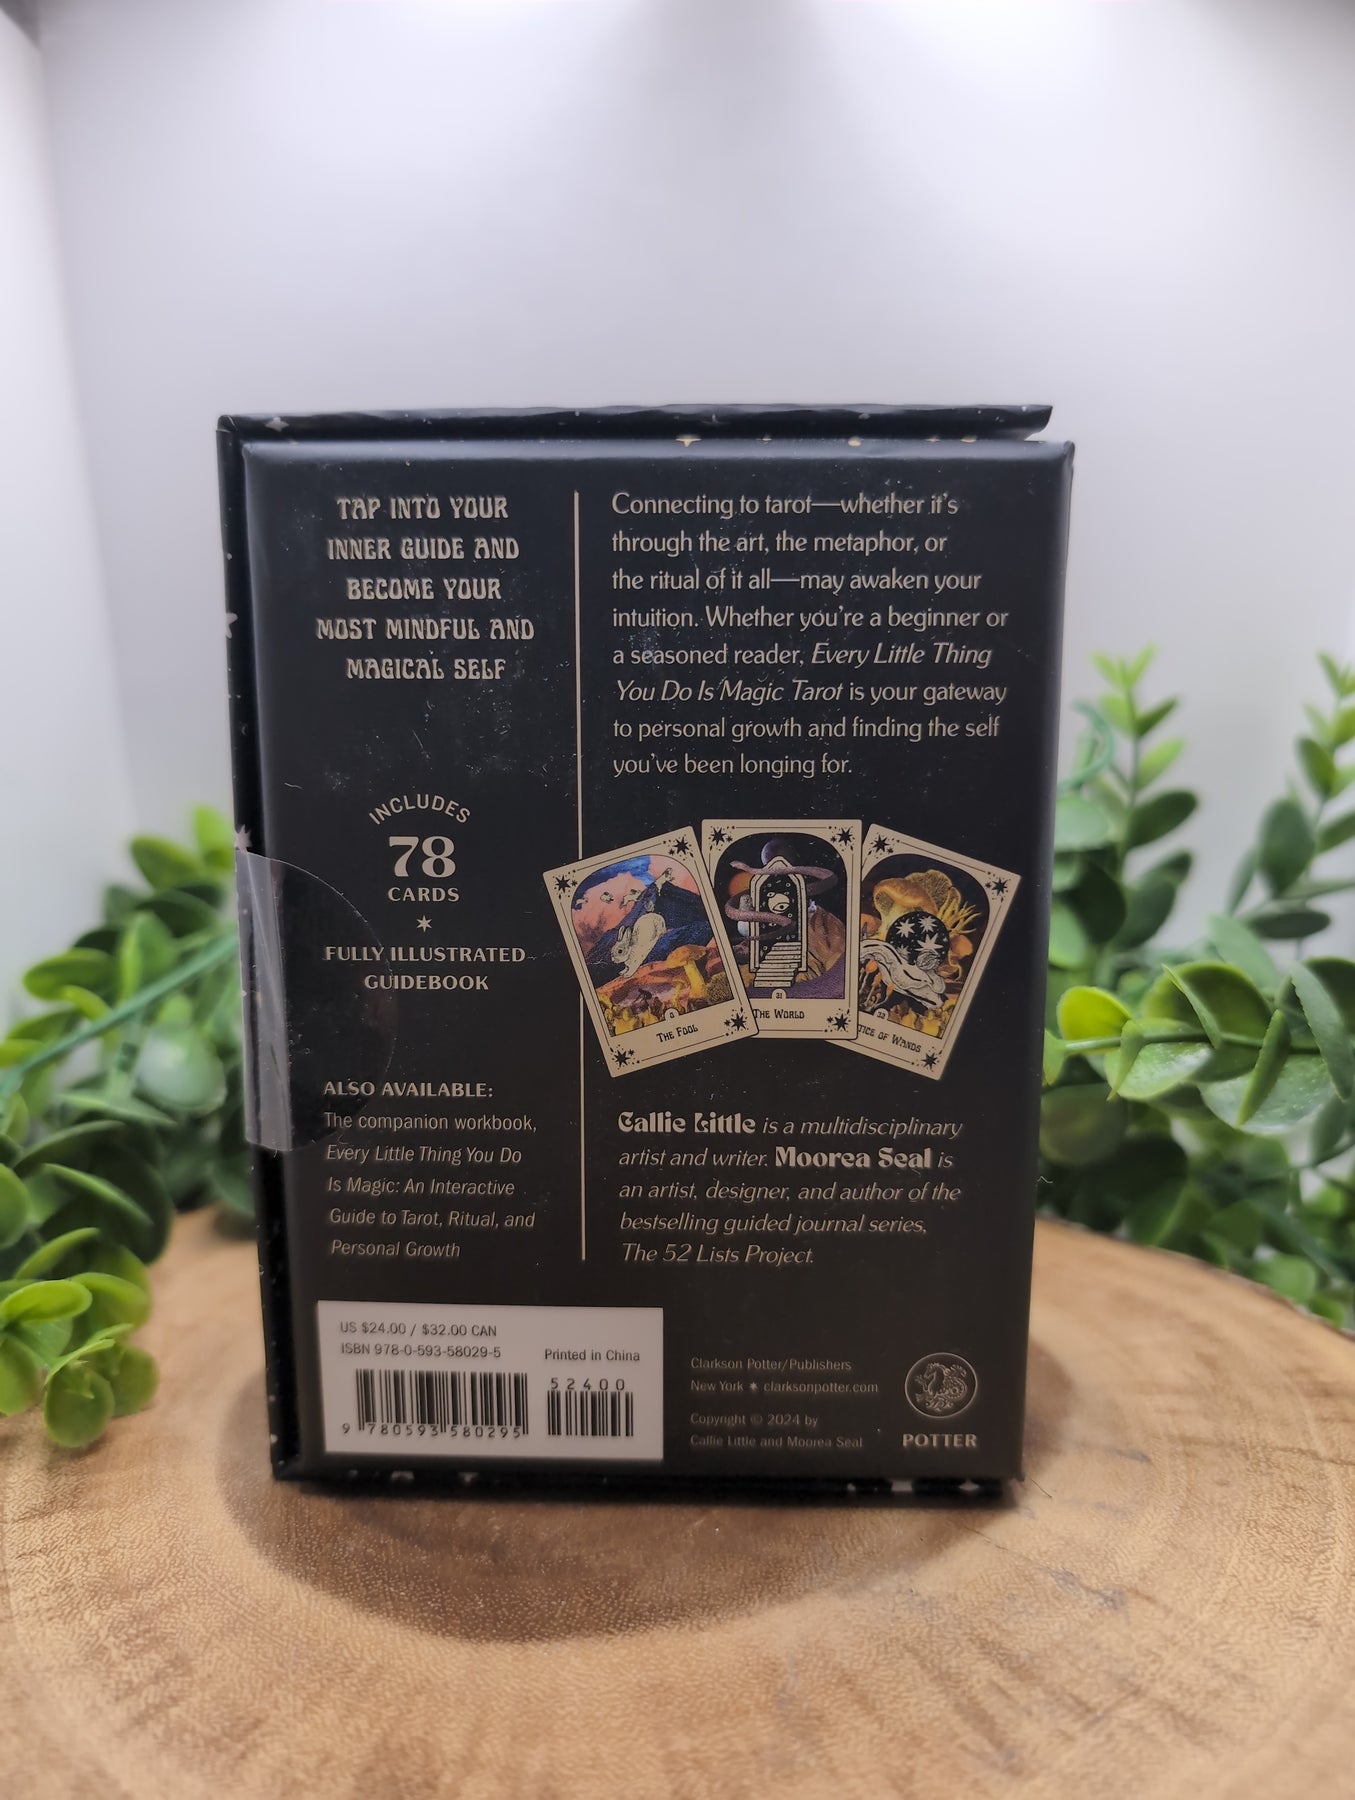 TAP INTO YOUR
INNER GUIDE AND
BECOME YOUR
MOST MINDFUL AND
MAGICAL SELF
INCLUDES
78
CARDS
FULLY ILLUSTRATED
GUIDEBOOK
ALSO AVAILABLE:
The companion workbook,
Every Little Thing You Do
Is Magic: An Interactive
Guide to Tarot, Ritual, and
Personal Growth
Connecting to tarot—whether it's
through the art, the metaphor, or
the ritual of it all—may awaken your
intuition. Whether you're a beginner or
a seasoned reader, Every Little Thing
You Do Is Magic Tarot is your gateway
to personal growth and finding the self
you've been longing for.
THE FOOL
31
THE WORLD
OF WANDS
Callie Little is a multidisciplinary
artist and writer. Moorea Seal is
an artist, designer, and author of the
bestselling guided journal series,
The 52 Lists Project.
US $24.00 / $32.00 CAN
ISBN 978-0-593-58029-5
Printed in China
52400
9 780593 580295
Clarkson Potter/Publishers
New York ✶ clarksonpotter.com
Copyright © 2024 by
Callie Little and Moorea Seal
POTTER